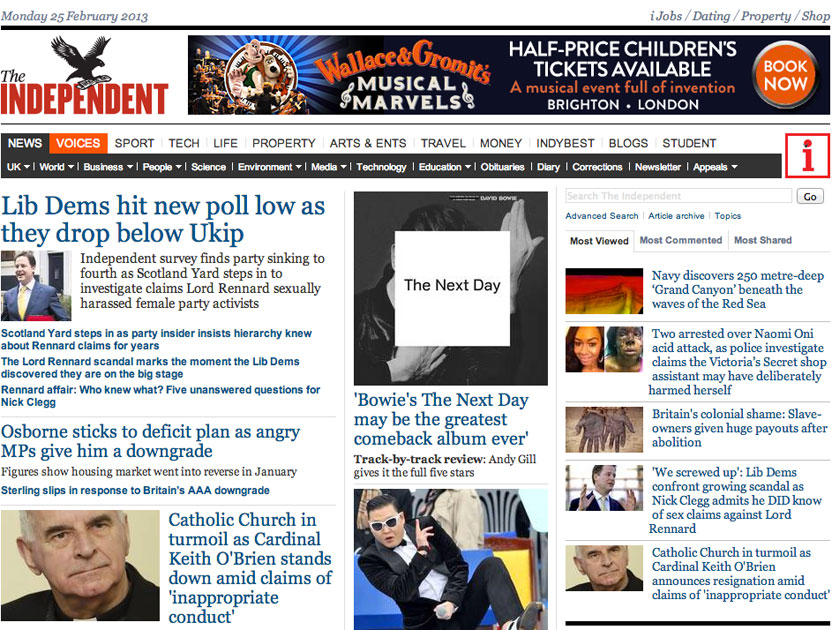 Monday 25 February 2013
i Jobs / Dating / Property / Shop
The
INDEPENDENT
Wallace & Gromit's
MUSICAL
MARVELS
HALF-PRICE CHILDREN'S
TICKETS AVAILABLE
A musical event full of invention
BRIGHTON • LONDON
BOOK
NOW
NEWS VOICES SPORT TECH LIFE PROPERTY ARTS & ENTS TRAVEL MONEY INDYBEST BLOGS STUDENT
i
UK World Business People Science Environment Media Technology Education Obituaries Diary Corrections Newsletter Appeals
Lib Dems hit new poll low as
they drop below Ukip
Independent survey finds party sinking to
fourth as Scotland Yard steps in to
investigate claims Lord Rennard sexually
harassed female party activists
Scotland Yard steps in as party insider insists hierarchy knew
about Rennard claims for years
The Lord Rennard scandal marks the moment the Lib Dems
discovered they are on the big stage
Rennard affair: Who knew what? Five unanswered questions for
Nick Clegg
Osborne sticks to deficit plan as angry
MPs give him a downgrade
Figures show housing market went into reverse in January
Sterling slips in response to Britain's AAA downgrade
Catholic Church in
turmoil as Cardinal
Keith O'Brien stands
down amid claims of
'inappropriate
conduct'
DAVID BOWIE
The Next Day
'Bowie's The Next Day
may be the greatest
comeback album ever'
Track-by-track review: Andy Gill
gives it the full five stars
Search The Independent
Go
Advanced Search | Article archive | Topics
Most Viewed Most Commented Most Shared
Navy discovers 250 metre-deep
'Grand Canyon' beneath the
waves of the Red Sea
Two arrested over Naomi Oni
acid attack, as police investigate
claims the Victoria's Secret shop
assistant may have deliberately
harmed herself
Britain's colonial shame: Slave-
owners given huge payouts after
abolition
'We screwed up': Lib Dems
confront growing scandal as
Nick Clegg admits he DID know
of sex claims against Lord
Rennard
Catholic Church in turmoil as
Cardinal Keith O'Brien
announces resignation amid
claims of 'inappropriate conduct'